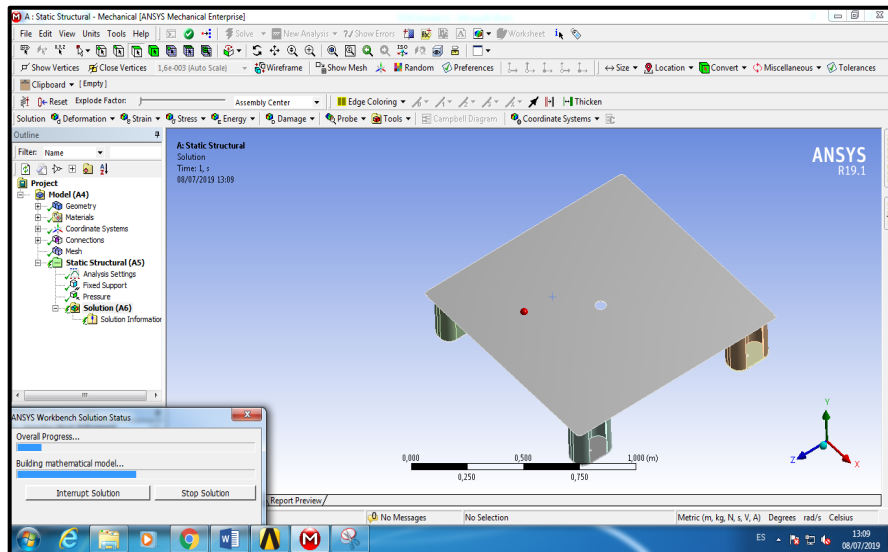 A : Static Structural - Mechanical [ANSYS Mechanical Enterprise]
File Edit View Units Tools Help Solve New Analysis ?/ Show Errors Worksheet
Show Vertices Close Vertices 1,6e-003 (Auto Scale) Wireframe Show Mesh Random Preferences Size Location Convert Miscellaneous Tolerances
Clipboard [Empty]
Reset Explode Factor: Assembly Center Edge Coloring Thicken
Solution Deformation Strain Stress Energy Damage Probe Tools Campbell Diagram Coordinate Systems
Outline
Filter: Name
Project
Model (A4)
Geometry
Materials
Coordinate Systems
Connections
Mesh
Static Structural (A5)
Analysis Settings
Fixed Support
Pressure
Solution (A6)
Solution Information
A: Static Structural
Solution
Time: 1, s
08/07/2019 13:09
ANSYS
R19.1
0,000 0,500 1,000 (m)
0,250 0,750
Y
Z
X
ANSYS Workbench Solution Status
Overall Progress...
Building mathematical model...
Interrupt Solution Stop Solution
Report Preview
0 No Messages No Selection Metric (m, kg, N, s, V, A) Degrees rad/s Celsius
ES 13:09
08/07/2019